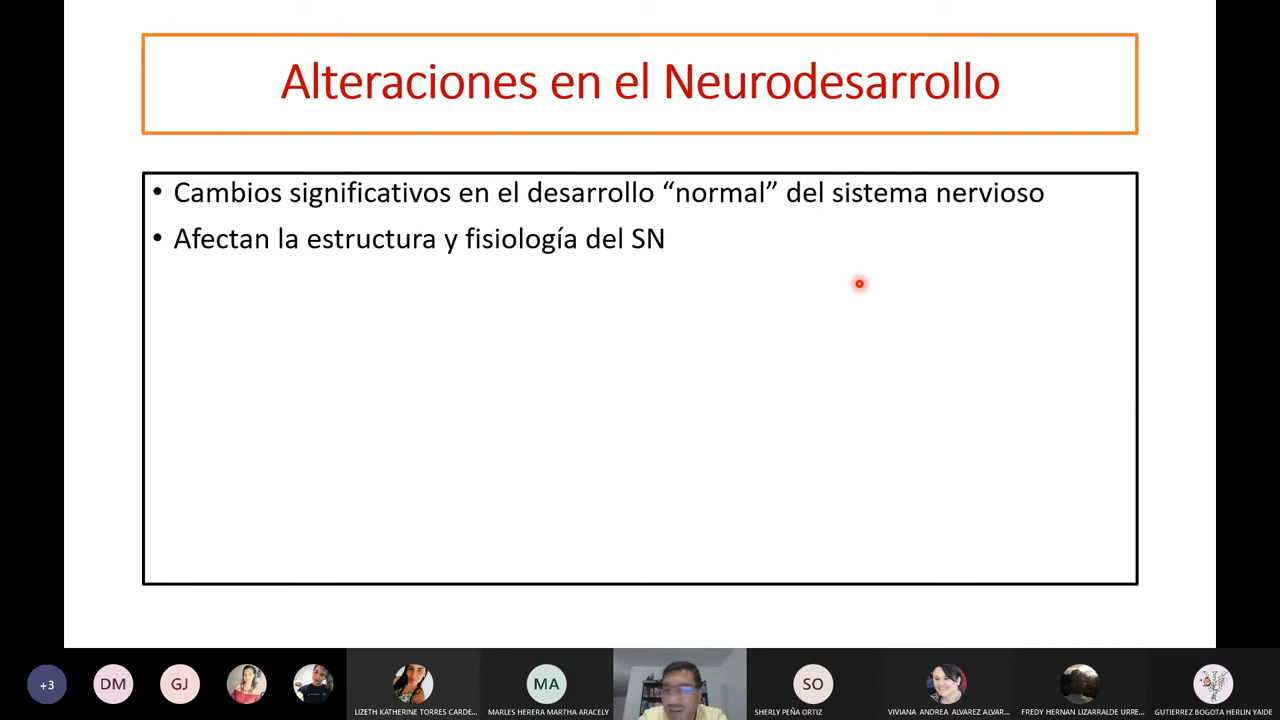 Alteraciones en el Neurodesarrollo
• Cambios significativos en el desarrollo “normal” del sistema nervioso
• Afectan la estructura y fisiología del SN
+3
DM
GJ
LIZETH KATHERINE TORRES CARDE...
MA
MARLES HERERA MARTHA ARACELY
SO
SHERLY PEÑA ORTIZ
VIVIANA ANDREA ALVAREZ ALVAR...
FREDY HERNAN LIZARRALDE URRE...
GUTIERREZ BOGOTA HERLIN YAIDE